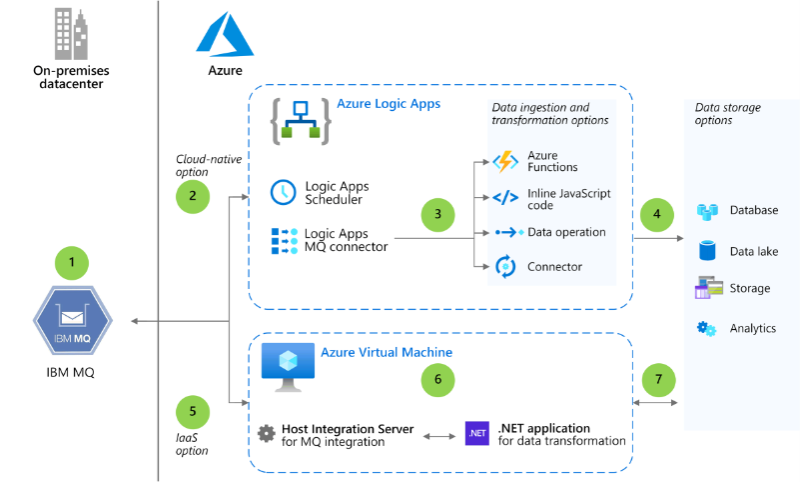 On-premises
datacenter
Azure
Cloud-native
option
2
Azure Logic Apps
Logic Apps
Scheduler
Logic Apps
MQ connector
3
Data ingestion and
transformation options
Azure
Functions
Inline JavaScript
code
Data operation
Connector
4
Data storage
options
Database
Data lake
Storage
Analytics
1
IBM MQ
IBM MQ
5
IaaS
option
Azure Virtual Machine
6
Host Integration Server
for MQ integration
.NET
.NET application
for data transformation
7